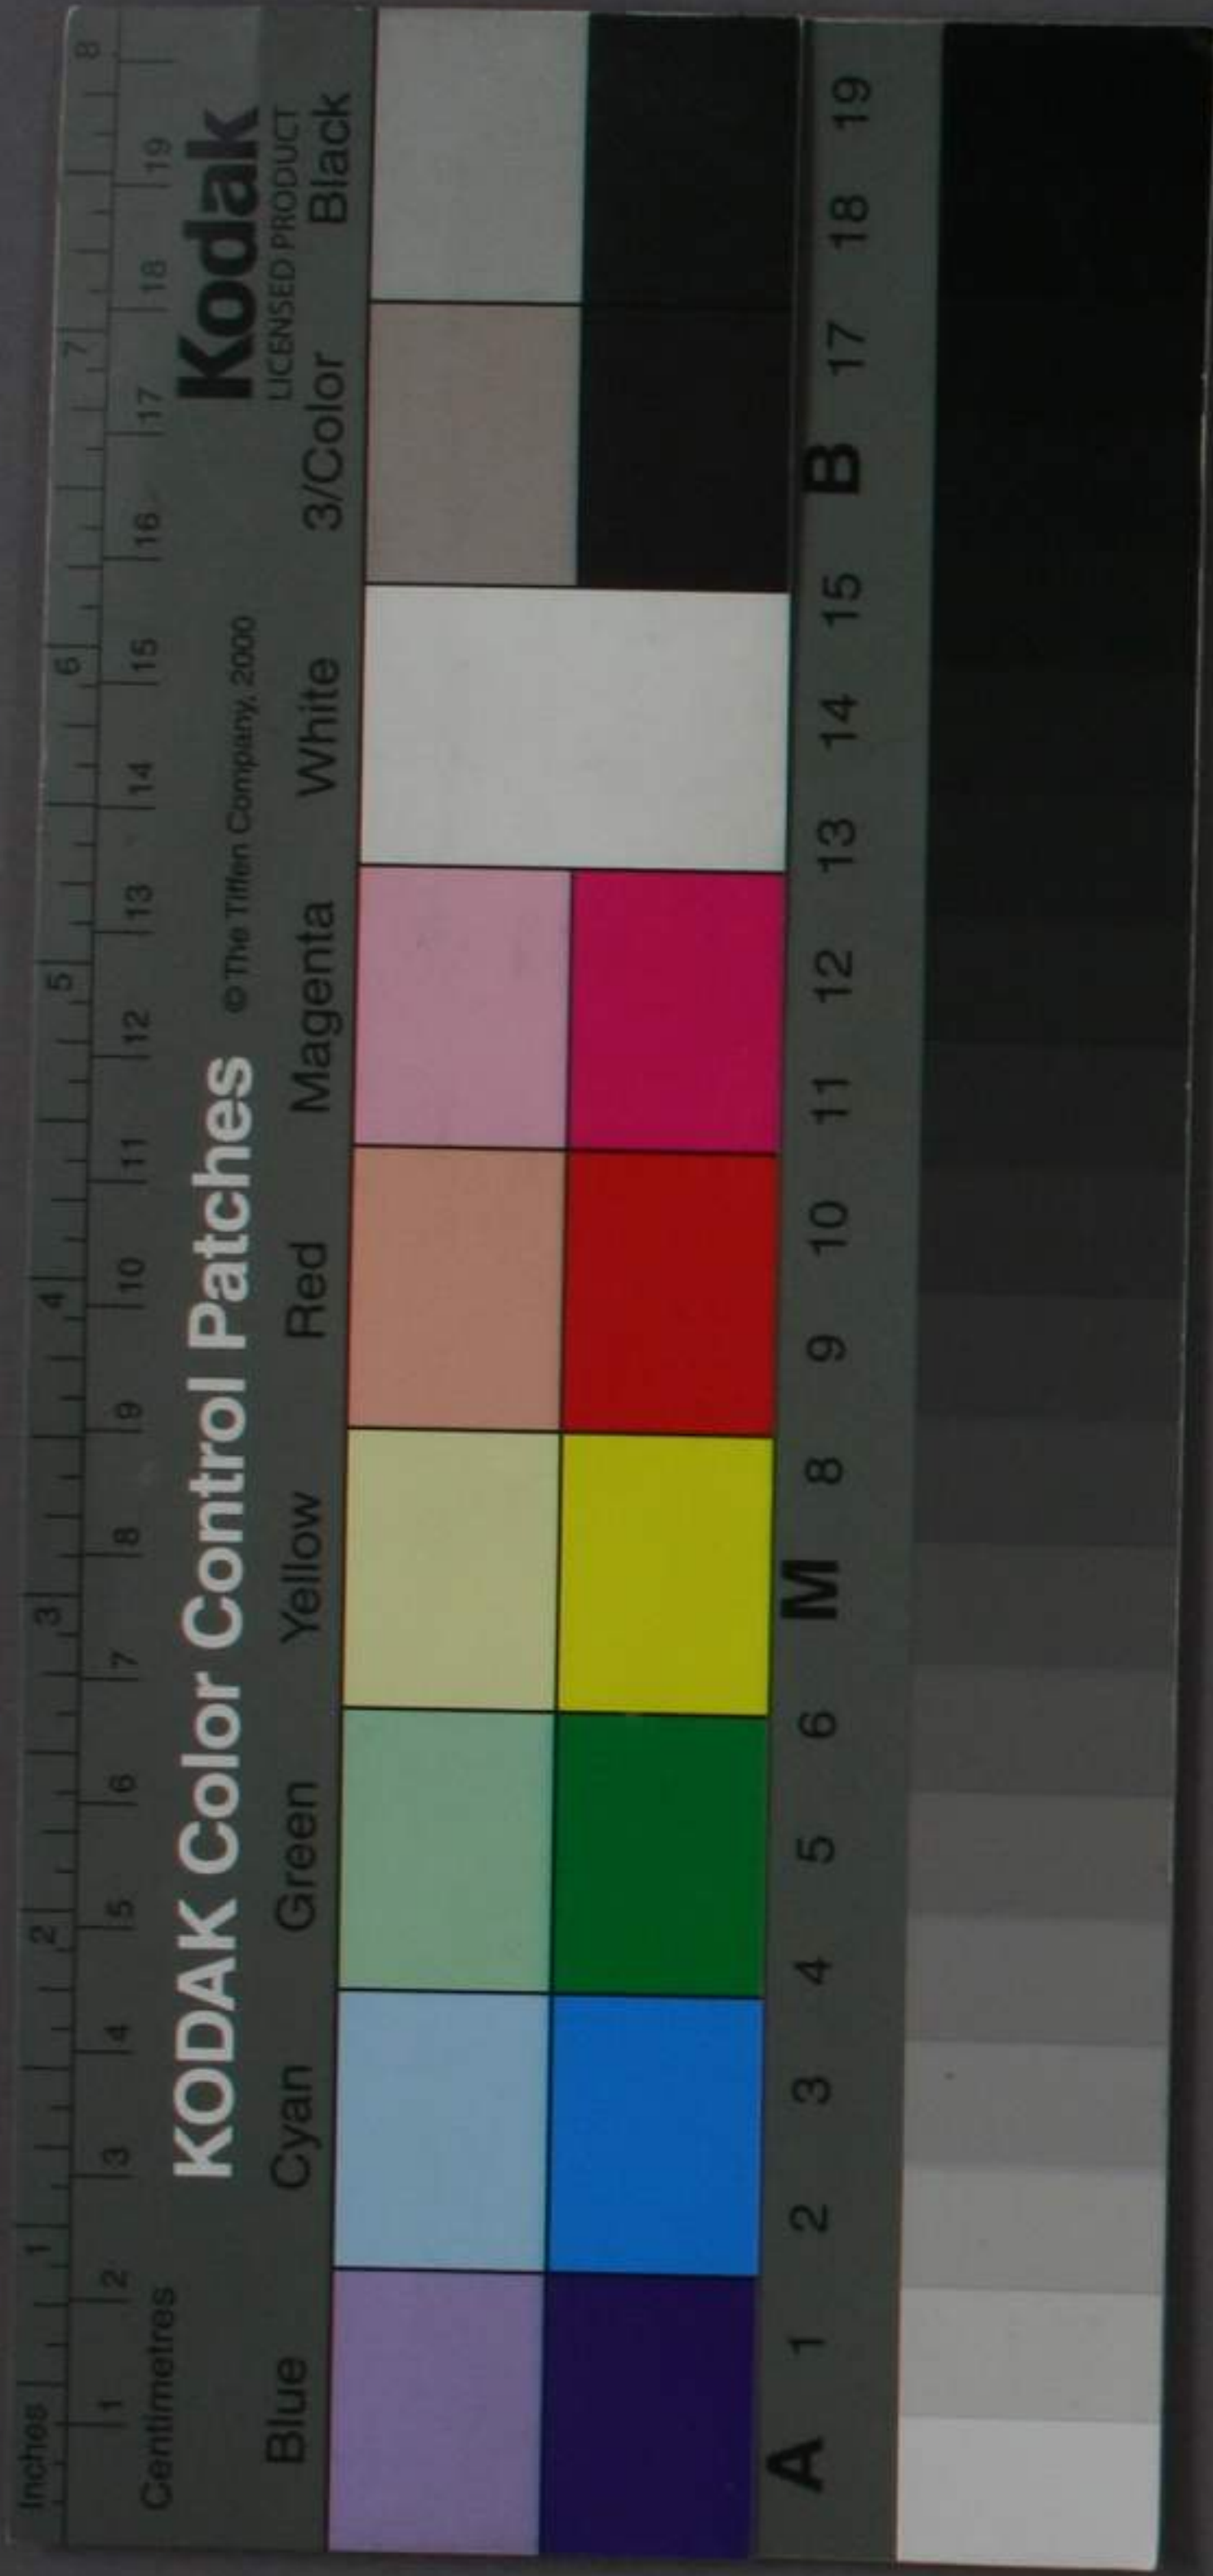 Inches 1 2 3 4 5 6 7 8
Centimetres 1 2 3 4 5 6 7 8 9 10 11 12 13 14 15 16 17 18 19
KODAK Color Control Patches © The Tiffen Company, 2000 Kodak
LICENSED PRODUCT
Blue Cyan Green Yellow Red Magenta White 3/Color Black
A 1 2 3 4 5 6 M 8 9 10 11 12 13 14 15 B 17 18 19